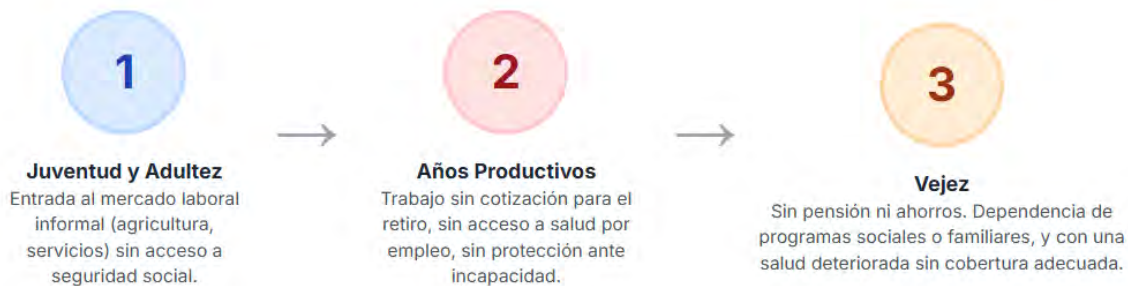 1
Juventud y Adultez
Entrada al mercado laboral
informal (agricultura,
servicios) sin acceso a
seguridad social.
2
Años Productivos
Trabajo sin cotización para el
retiro, sin acceso a salud por
empleo, sin protección ante
incapacidad.
3
Vejez
Sin pensión ni ahorros. Dependencia de
programas sociales o familiares, y con una
salud deteriorada sin cobertura adecuada.